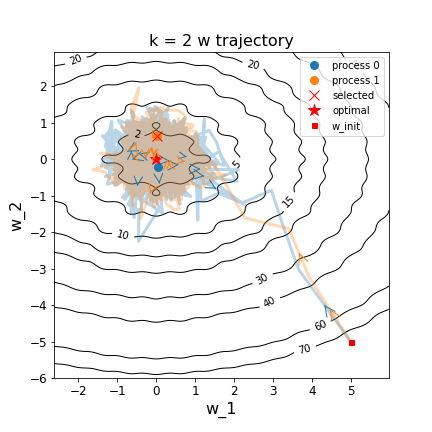 k = 2 w trajectory
20
20
process 0
process 1
selected
optimal
w_init
2
5
15
10
30
40
60
70
2
1
0
−1
−2
−3
−4
−5
−6
w_2
−2 −1 0 1 2 3 4 5
w_1